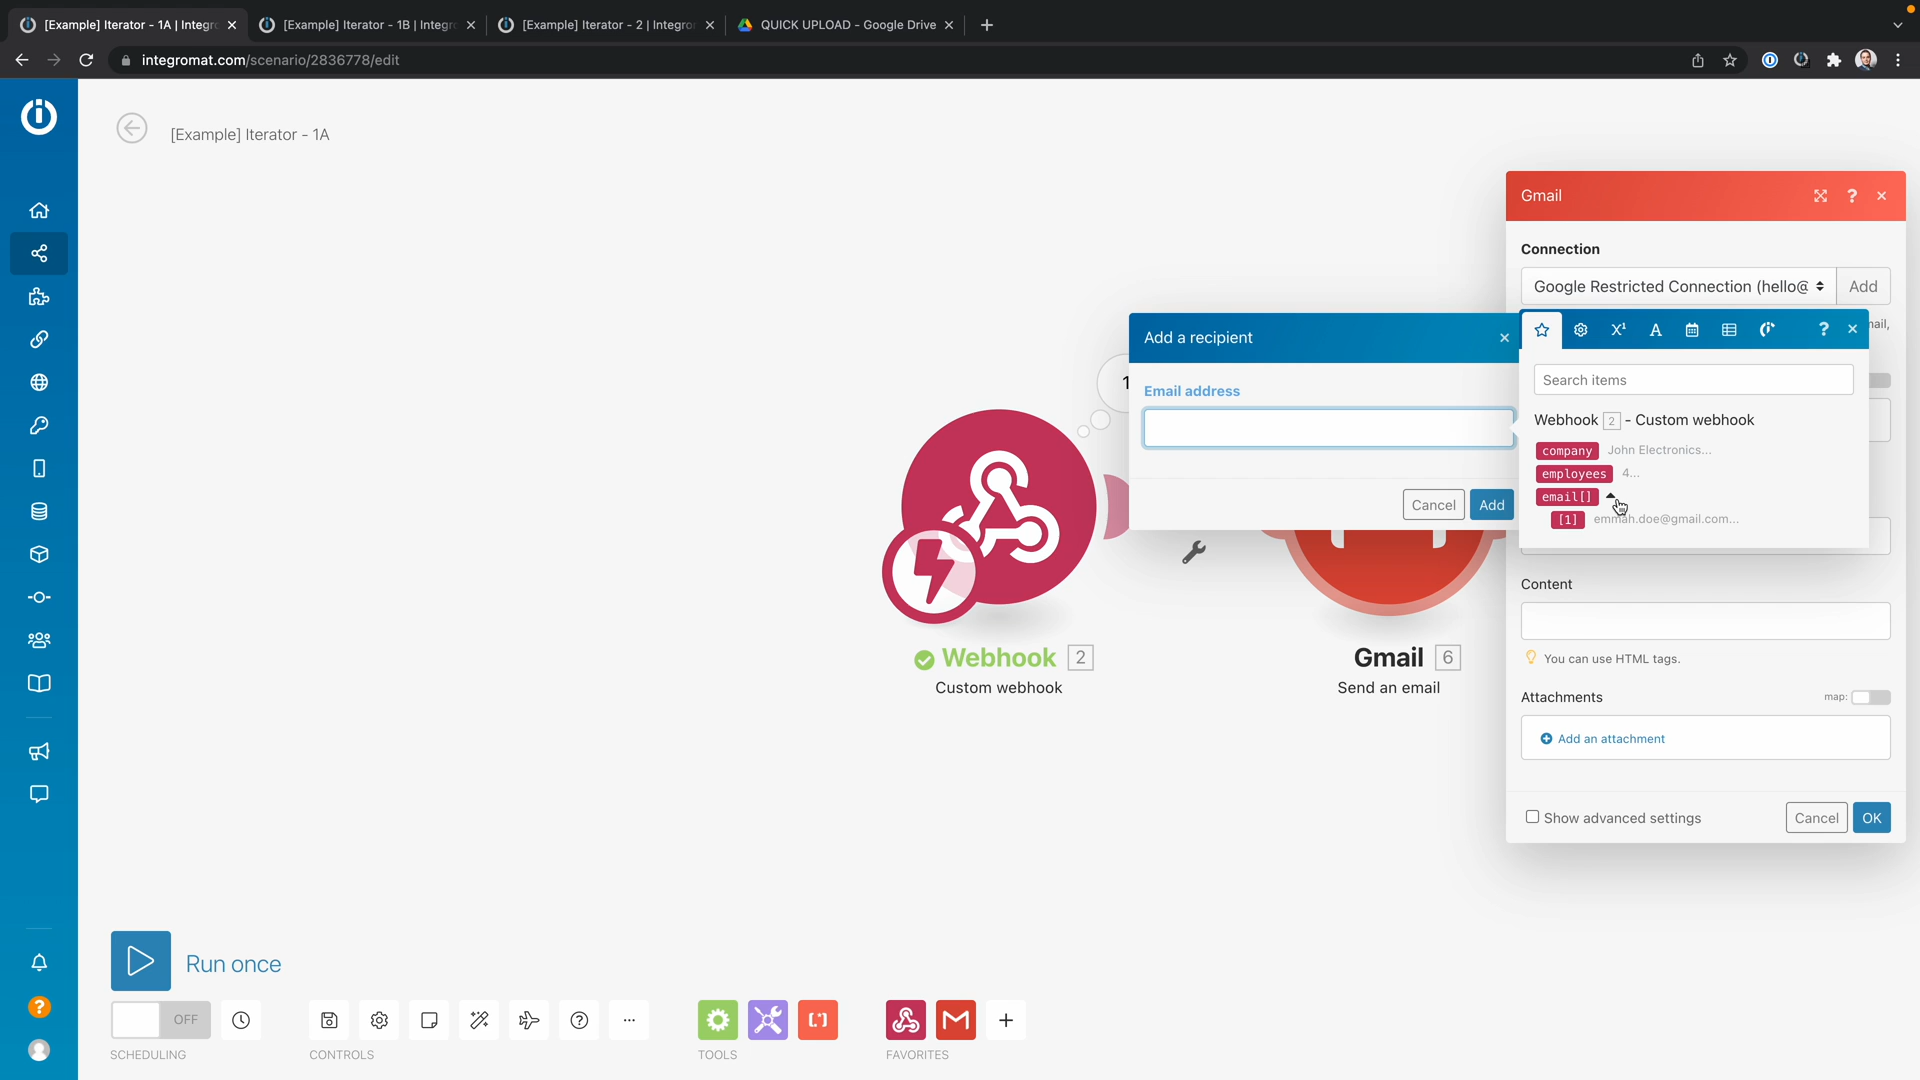 [Example] Iterator - 1A | Integr
[Example] Iterator - 1B | Integr
[Example] Iterator - 2 | Integro
QUICK UPLOAD - Google Drive
integromat.com/scenario/2836778/edit
[Example] Iterator - 1A
Gmail
Connection
Google Restricted Connection (hello@
Add
Add a recipient
Email address
Cancel
Add
Search items
Webhook 2 - Custom webhook
company John Electronics...
employees 4...
email[]
[1] emmah.doe@gmail.com...
1
ail,
Webhook 2
Custom webhook
Gmail 6
Send an email
Content
You can use HTML tags.
Attachments
map:
Add an attachment
Show advanced settings
Cancel
OK
Run once
OFF
SCHEDULING
CONTROLS
[*]
TOOLS
FAVORITES